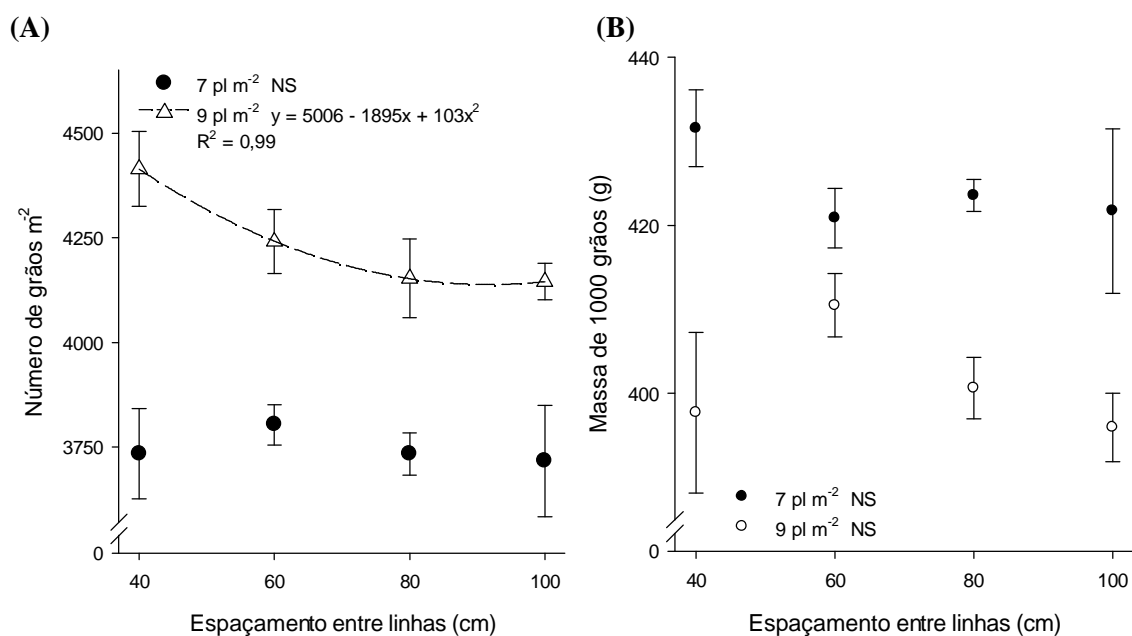 (A)
7 pl m-2 NS
9 pl m-2 y = 5006 - 1895x + 103x2
R2 = 0,99
Número de grãos m-2
4500
4250
4000
3750
0
40 60 80 100
Espaçamento entre linhas (cm)
(B)
Massa de 1000 grãos (g)
440
420
400
0
7 pl m-2 NS
9 pl m-2 NS
40 60 80 100
Espaçamento entre linhas (cm)